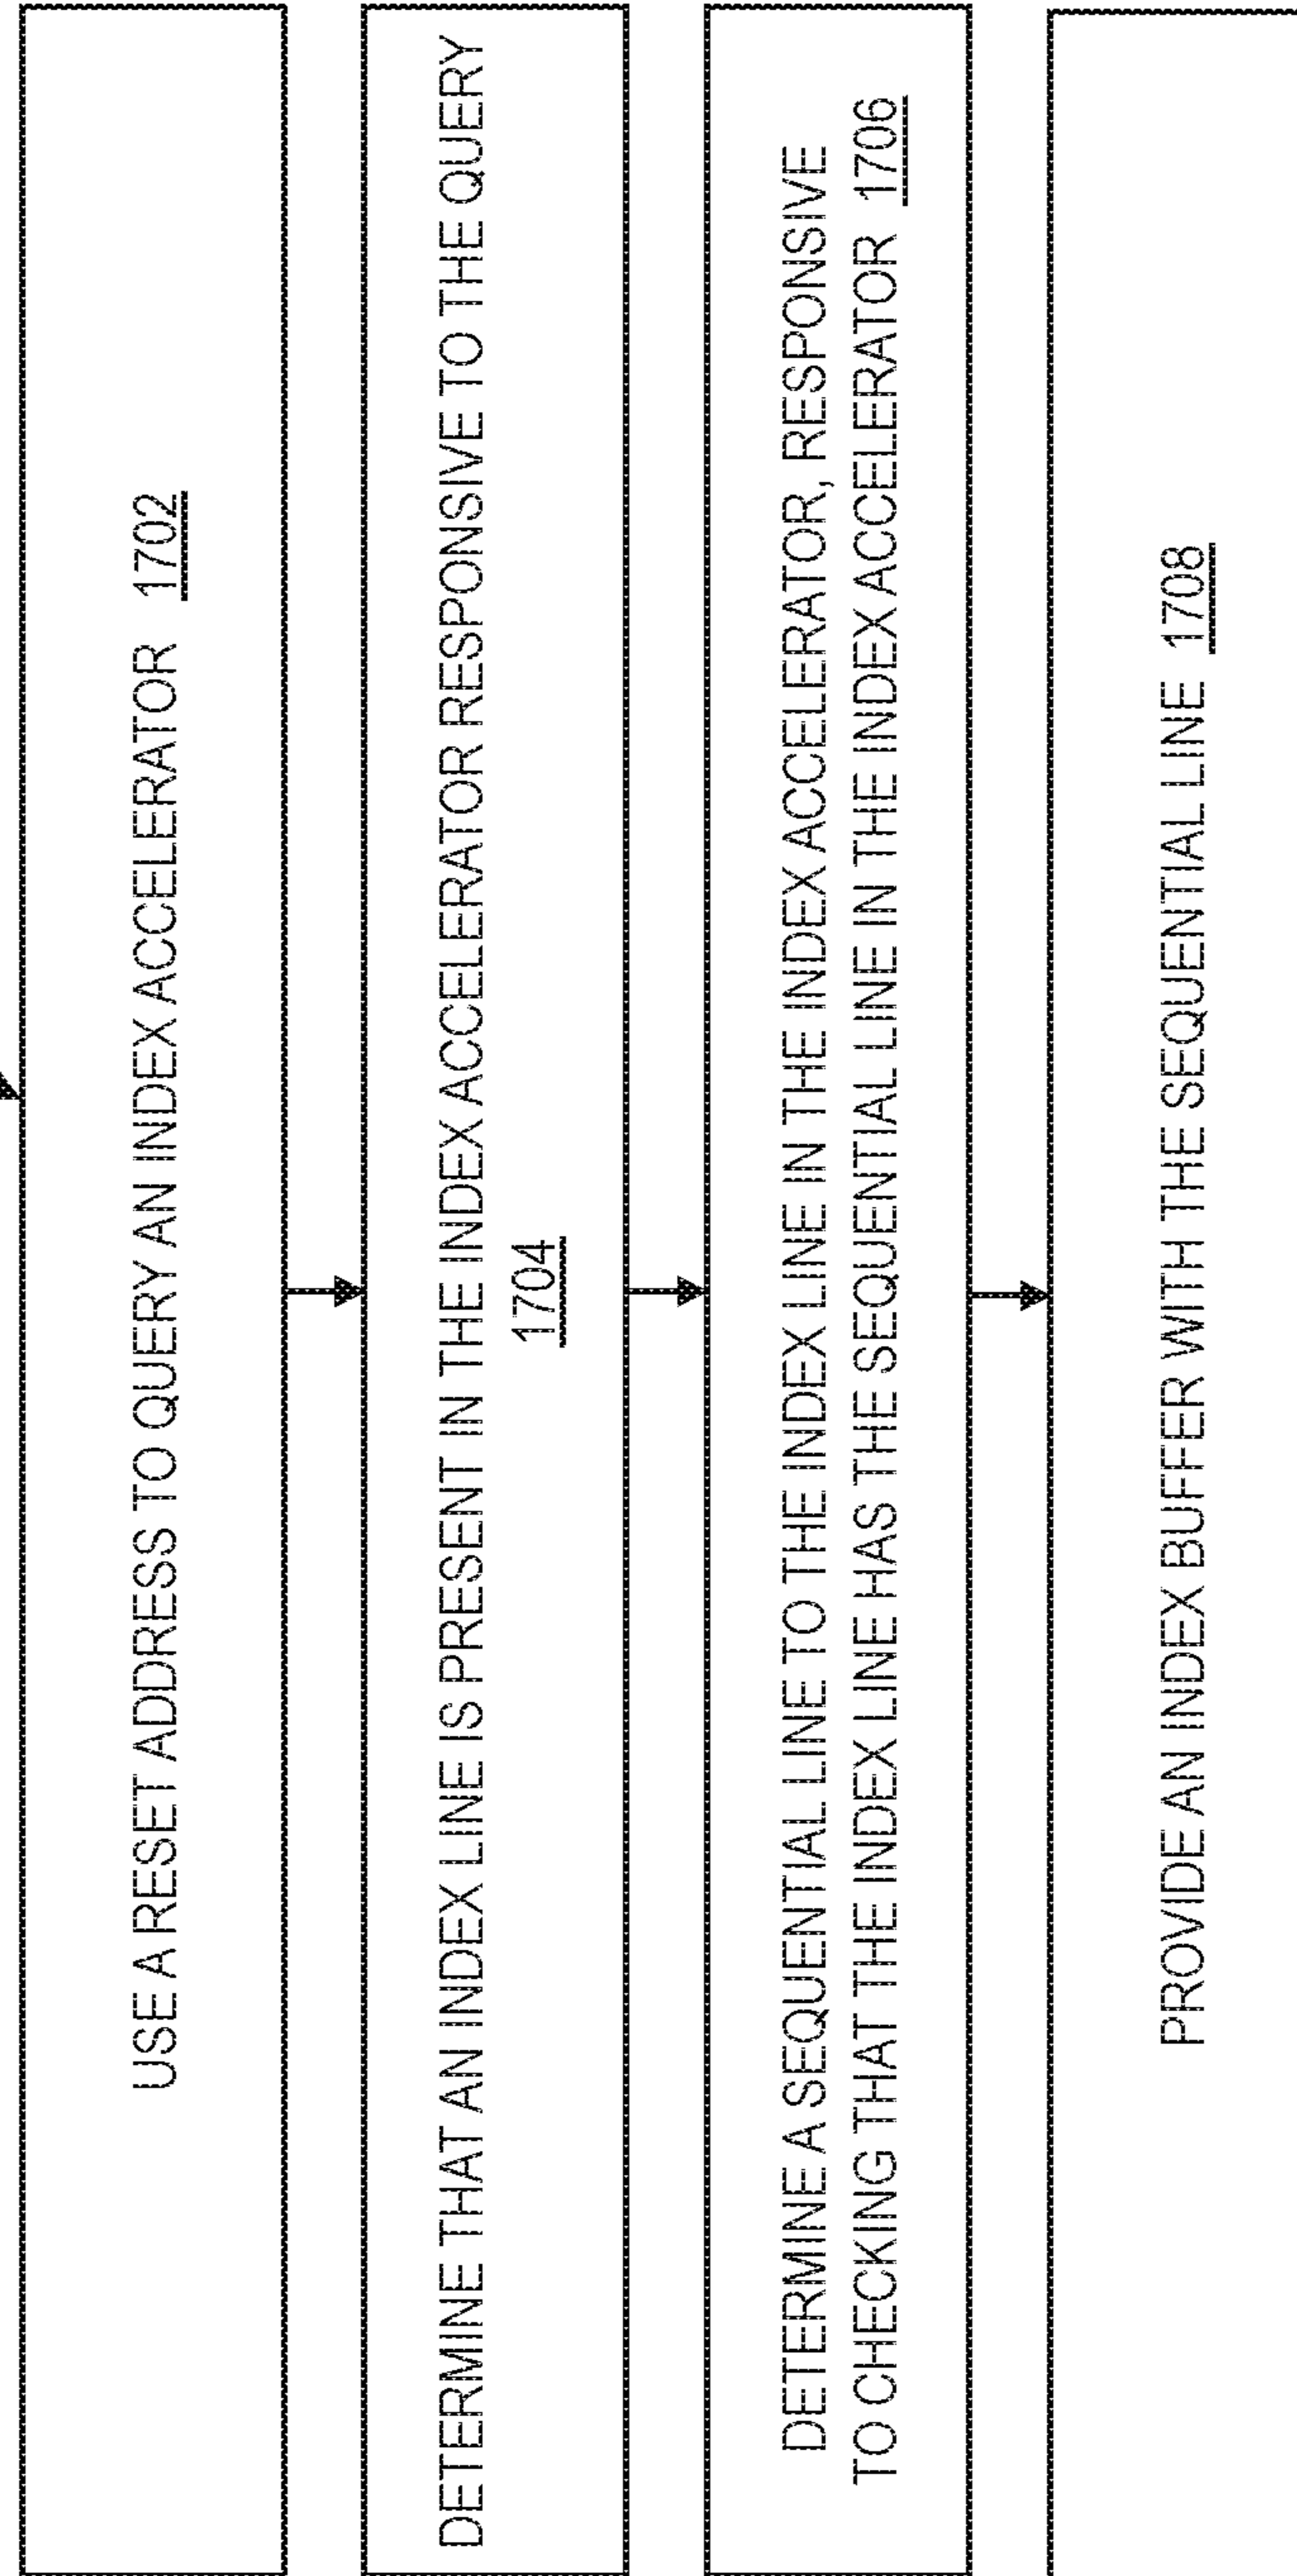 USE A RESET ADDRESS TO QUERY AN INDEX ACCELERATOR 1702
DETERMINE THAT AN INDEX LINE IS PRESENT IN THE INDEX ACCELERATOR RESPONSIVE TO THE QUERY
1704
DETERMINE A SEQUENTIAL LINE TO THE INDEX LINE IN THE INDEX ACCELERATOR, RESPONSIVE
TO CHECKING THAT THE INDEX LINE HAS THE SEQUENTIAL LINE IN THE INDEX ACCELERATOR 1706
PROVIDE AN INDEX BUFFER WITH THE SEQUENTIAL LINE 1708